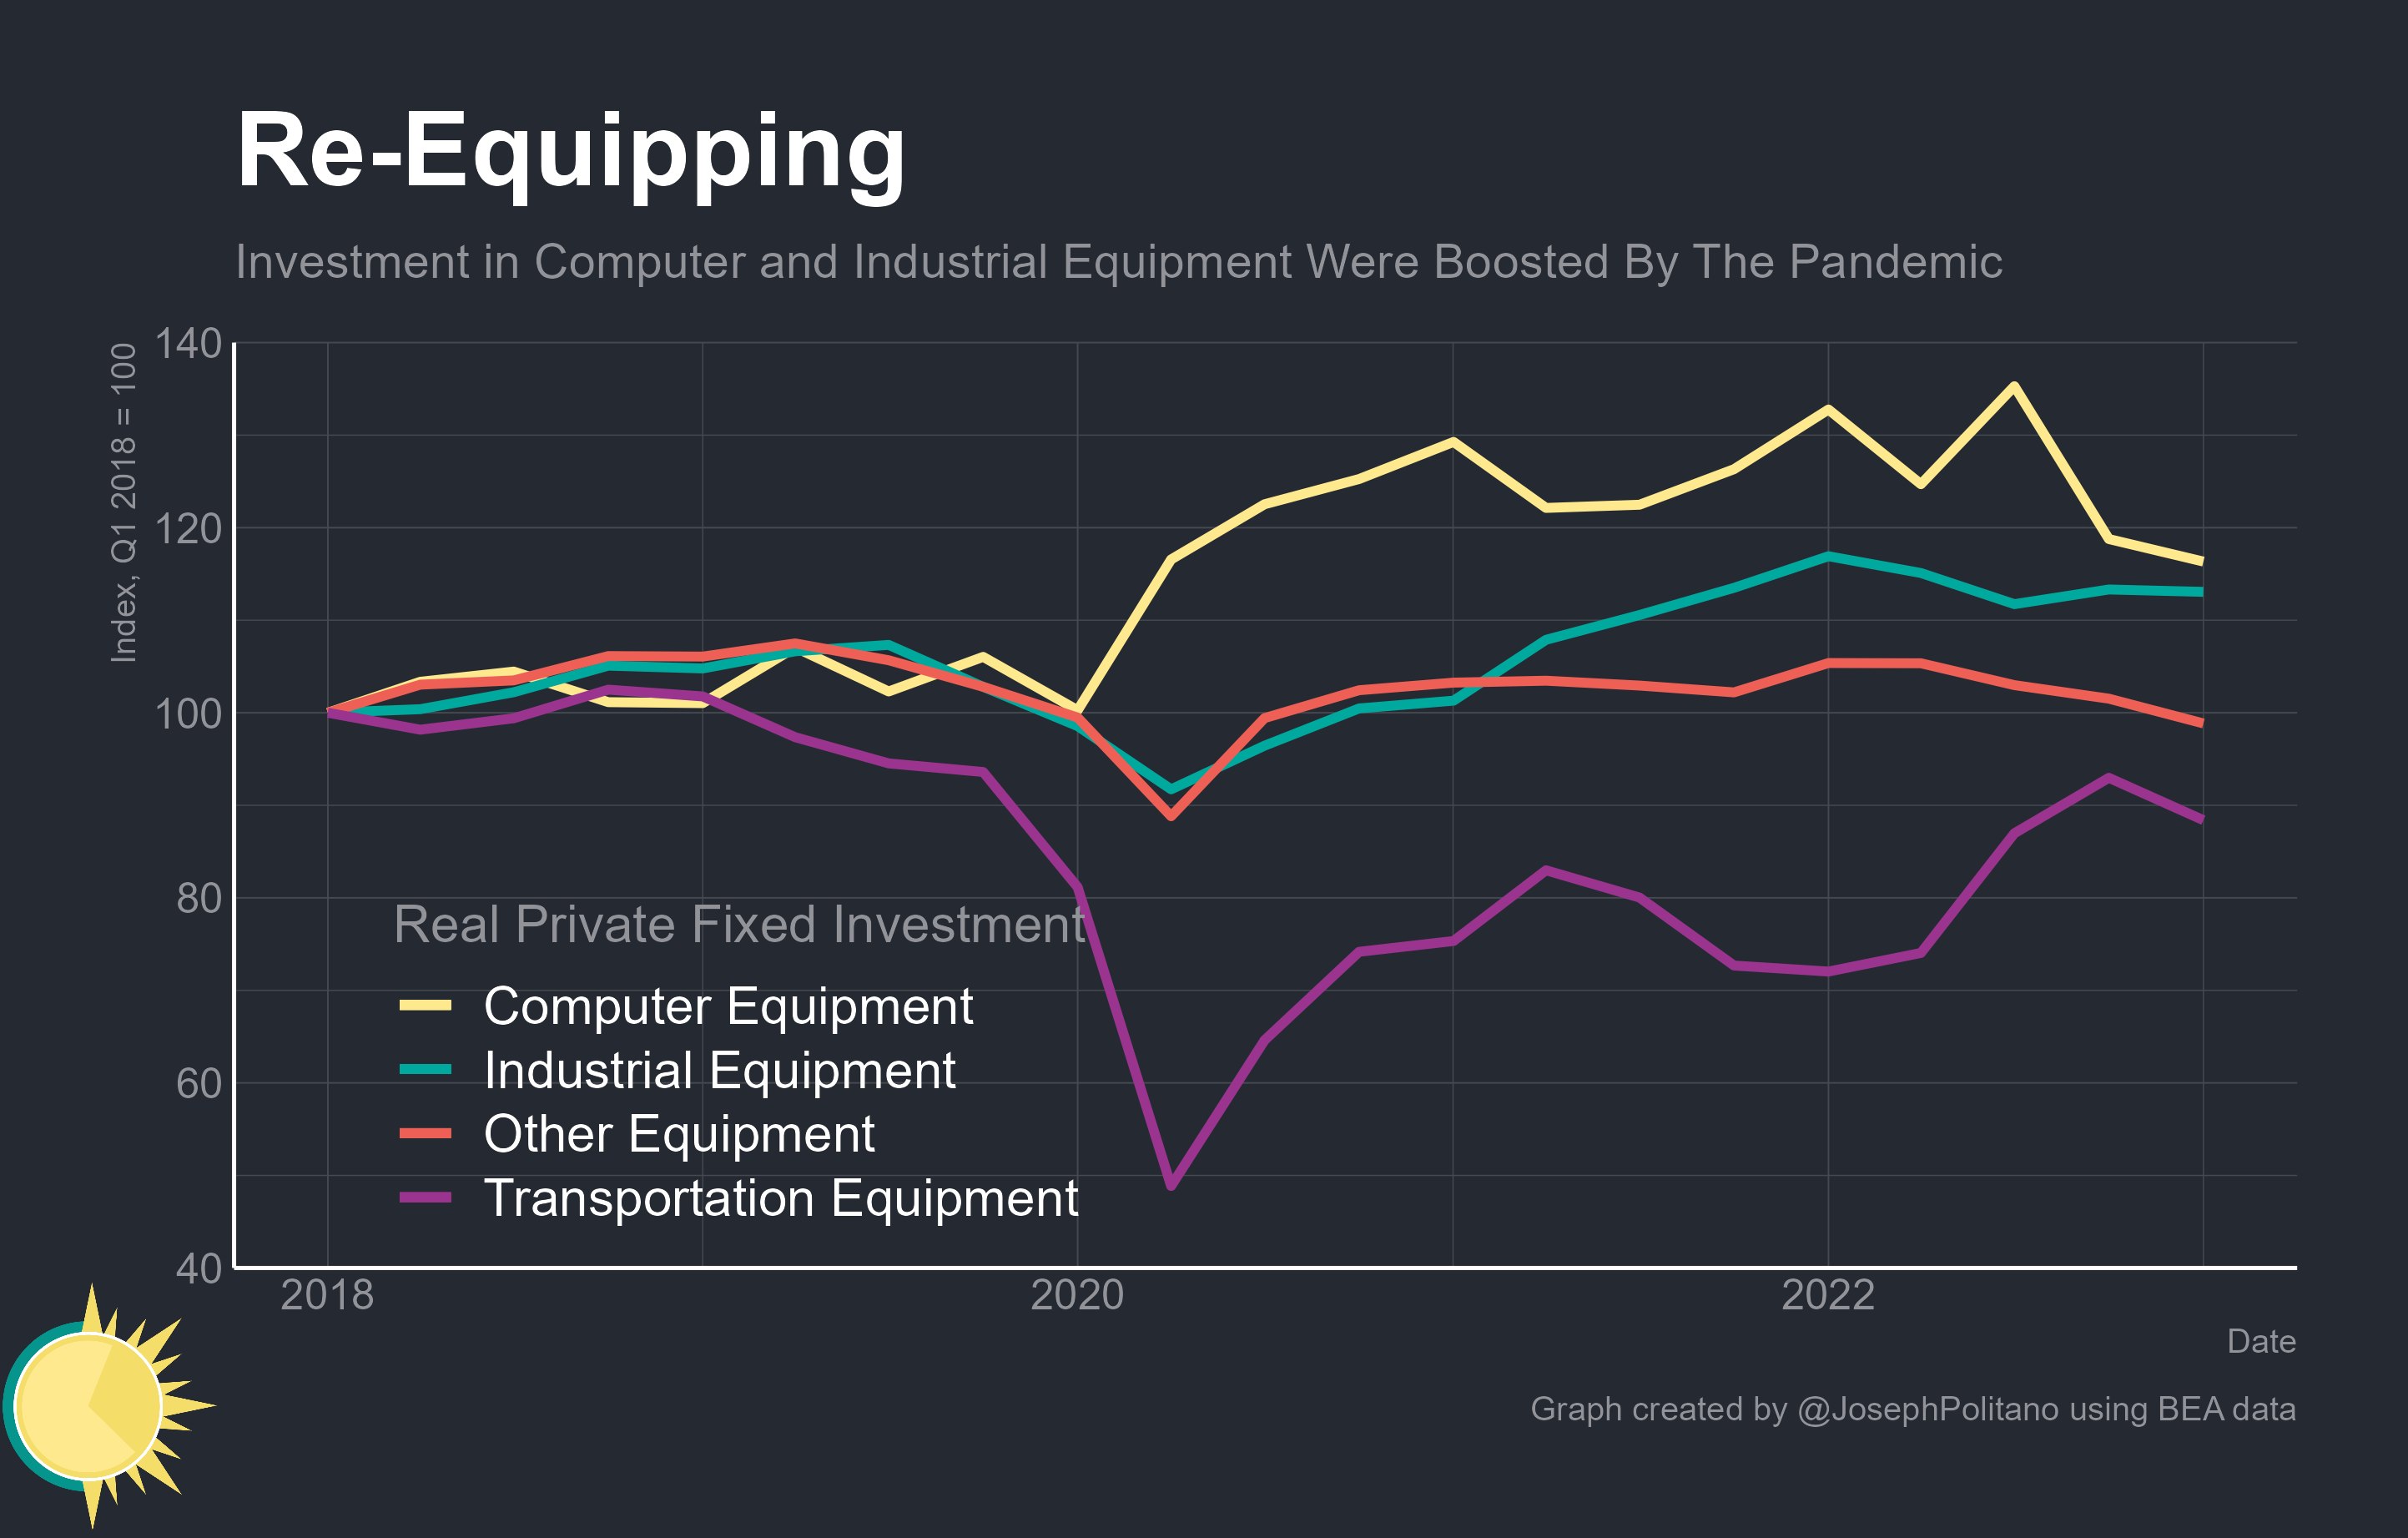 Re-Equipping
Investment in Computer and Industrial Equipment Were Boosted By The Pandemic
Index, Q1 2018 = 100
140
120
100
80
60
40
Real Private Fixed Investment
Computer Equipment
Industrial Equipment
Other Equipment
Transportation Equipment
2018 2020 2022
Date
Graph created by @JosephPolitano using BEA data